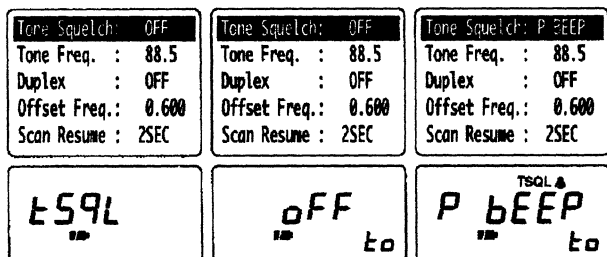 Tone Squelch: OFF
Tone Freq. : 88.5
Duplex : OFF
Offset Freq.: 0.600
Scan Resume : 2SEC
Tone Squelch: OFF
Tone Freq. : 88.5
Duplex : OFF
Offset Freq.: 0.600
Scan Resume : 2SEC
Tone Squelch: P BEEP
Tone Freq. : 88.5
Duplex : OFF
Offset Freq.: 0.600
Scan Resume : 2SEC
tSqL
oFF
to
TSQL
P bEEP
to